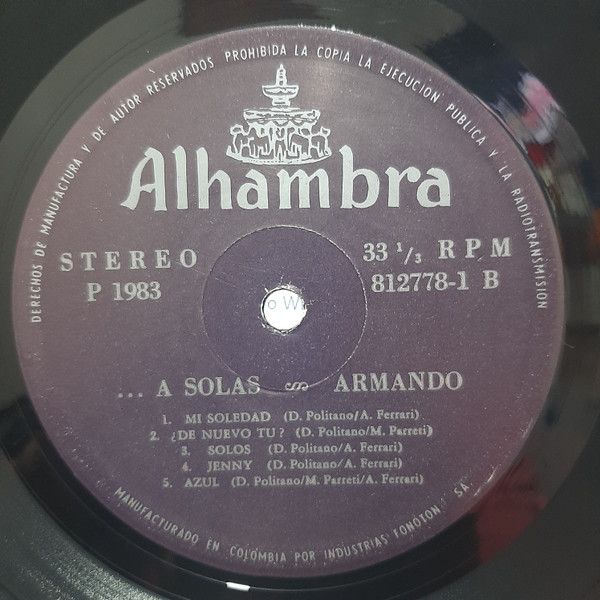 DERECHOS DE MANUFACTURA Y DE AUTOR RESERVADOS PROHIBIDA LA COPIA LA EJECUCION PUBLICA Y LA RADIOTRANSMISION
Alhambra
STEREO
P 1983
33 1/3 RPM
812778-1 B
... A SOLAS ∽ ARMANDO
1. MI SOLEDAD (D. Politano/A. Ferrari)
2. ¿DE NUEVO TU? (D. Politano/M. Parreti)
3. SOLOS (D. Politano/A. Ferrari)
4. JENNY (D. Politano/A. Ferrari)
5. AZUL (D. Politano/M. Parreti/A. Ferrari)
MANUFACTURADO EN COLOMBIA POR INDUSTRIAS FONOTON SA.